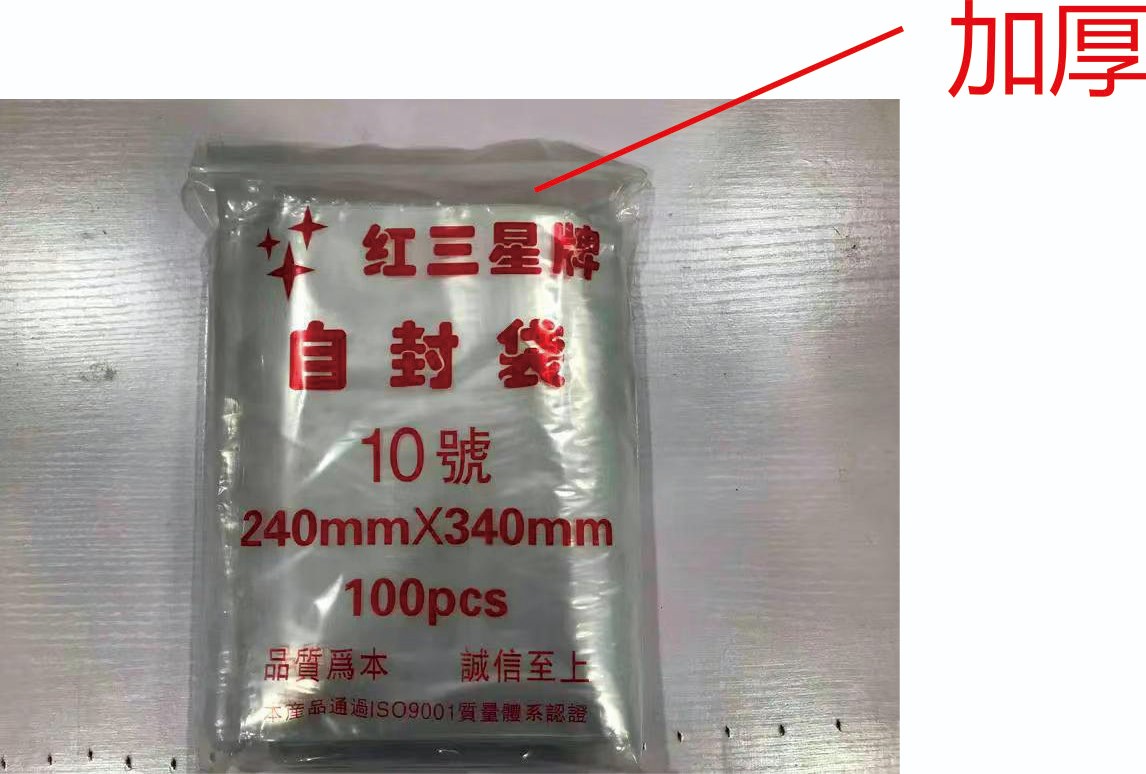 加厚
红三星牌
自封袋
10號
240mmX340mm
100pcs
品質爲本 誠信至上
本産品通過ISO9001質量體系認證